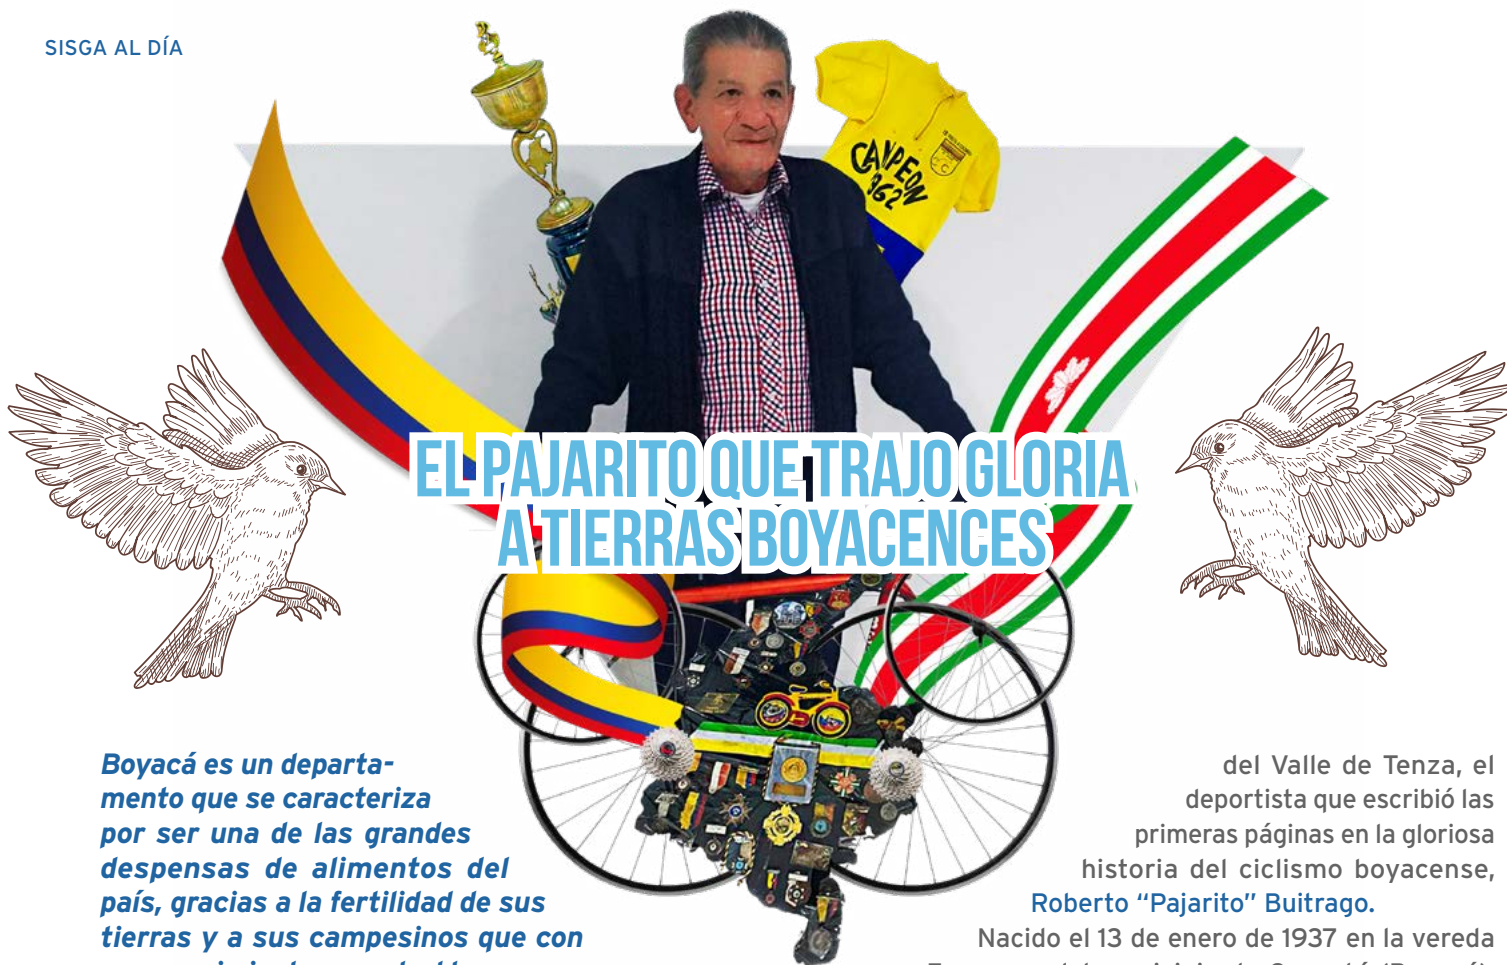 SISGA AL DÍA
CAMPEON
962
EL PAJARITO QUE TRAJO GLORIA
A TIERRAS BOYACENCES
Boyacá es un departa-
mento que se caracteriza
por ser una de las grandes
despensas de alimentos del
país, gracias a la fertilidad de sus
tierras y a sus campesinos que con
del Valle de Tenza, el
deportista que escribió las
primeras páginas en la gloriosa
historia del ciclismo boyacense,
Roberto “Pajarito” Buitrago.
Nacido el 13 de enero de 1937 en la vereda